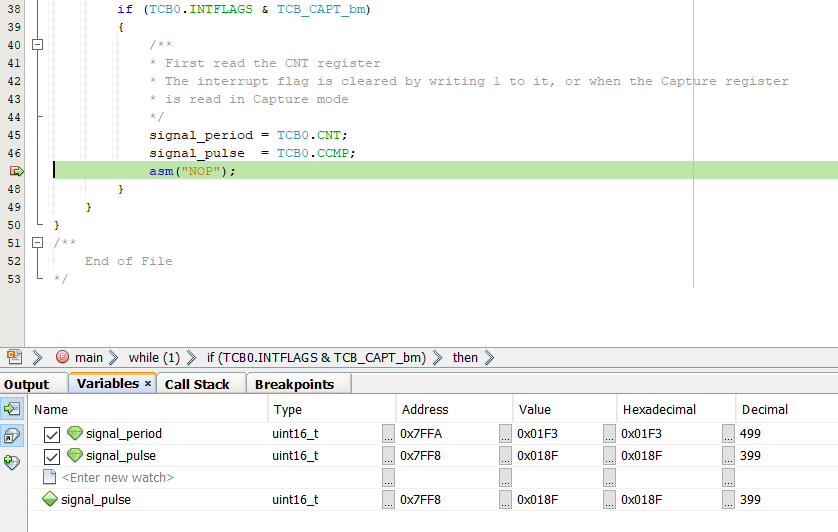 38 if (TCB0.INTFLAGS & TCB_CAPT_bm)
39 {
40 /**
41 * First read the CNT register
42 * The interrupt flag is cleared by writing 1 to it, or when the Capture register
43 * is read in Capture mode
44 */
45 signal_period = TCB0.CNT;
46 signal_pulse  = TCB0.CCMP;
asm("NOP");
48 }
49 }
50 }
51 /**
52 End of File
53 */
main while (1) if (TCB0.INTFLAGS & TCB_CAPT_bm) then
Output Variables × Call Stack Breakpoints
Name Type Address Value Hexadecimal Decimal
signal_period uint16_t ... 0x7FFA ... 0x01F3 ... 0x01F3 ... 499
signal_pulse uint16_t ... 0x7FF8 ... 0x018F ... 0x018F ... 399
<Enter new watch> ... ... ... ...
signal_pulse uint16_t ... 0x7FF8 ... 0x018F ... 0x018F ... 399